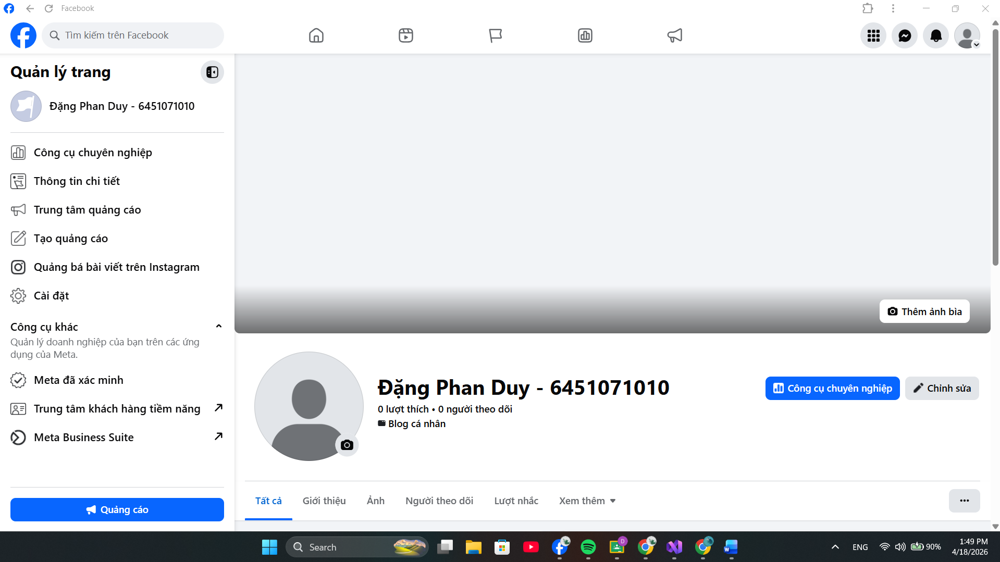 Facebook
Tìm kiếm trên Facebook
Quản lý trang
Đặng Phan Duy - 6451071010
Công cụ chuyên nghiệp
Thông tin chi tiết
Trung tâm quảng cáo
Tạo quảng cáo
Quảng bá bài viết trên Instagram
Cài đặt
Công cụ khác
Quản lý doanh nghiệp của bạn trên các ứng
dụng của Meta.
Meta đã xác minh
Trung tâm khách hàng tiềm năng
Meta Business Suite
Quảng cáo
Thêm ảnh bìa
Đặng Phan Duy - 6451071010
0 lượt thích • 0 người theo dõi
Blog cá nhân
Công cụ chuyên nghiệp
Chỉnh sửa
Tất cả
Giới thiệu
Ảnh
Người theo dõi
Lượt nhắc
Xem thêm
Search
D
W
ENG
90%
1:49 PM
4/18/2026